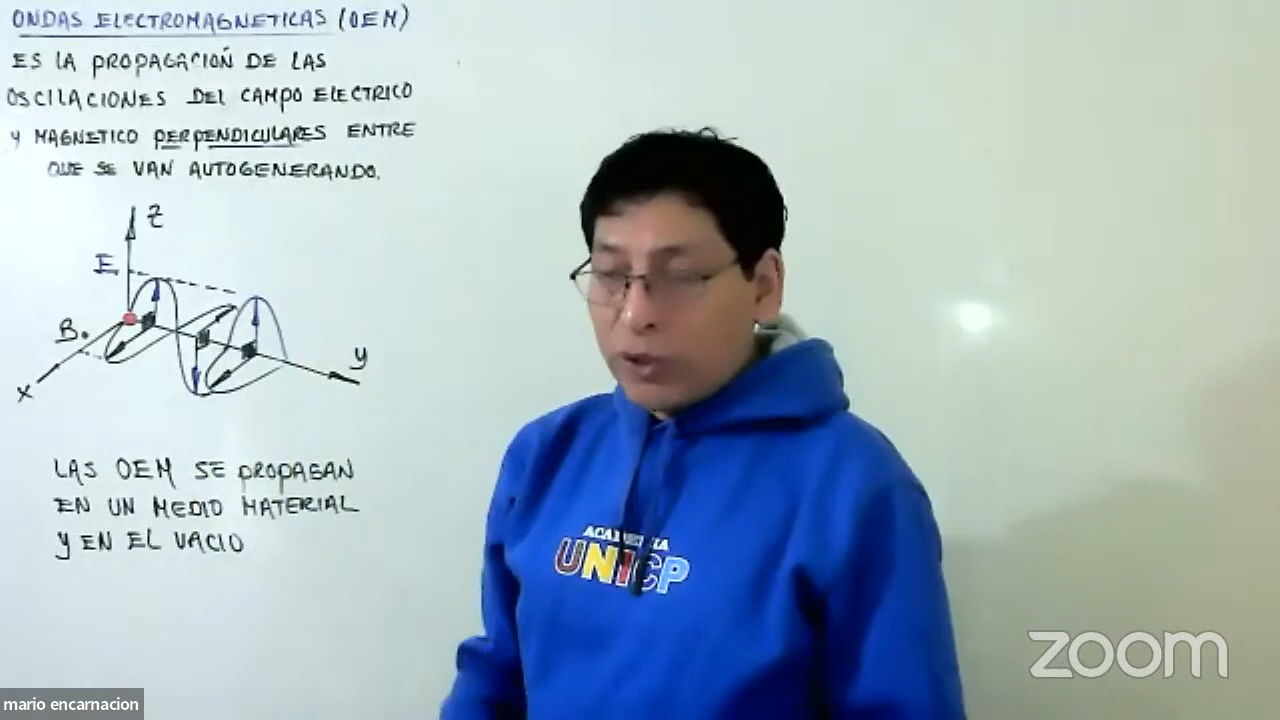 ONDAS ELECTROMAGNETICAS (OEM)
ES LA PROPAGACIÓN DE LAS
OSCILACIONES DEL CAMPO ELECTRICO
Y MAGNETICO PERPENDICULARES ENTRE
QUE SE VAN AUTOGENERANDO.
Z
E
B.
Y
X
LAS OEM SE PROPAGAN
EN UN MEDIO MATERIAL
Y EN EL VACIO
ACADEMIA
UNICP
zoom
mario encarnacion